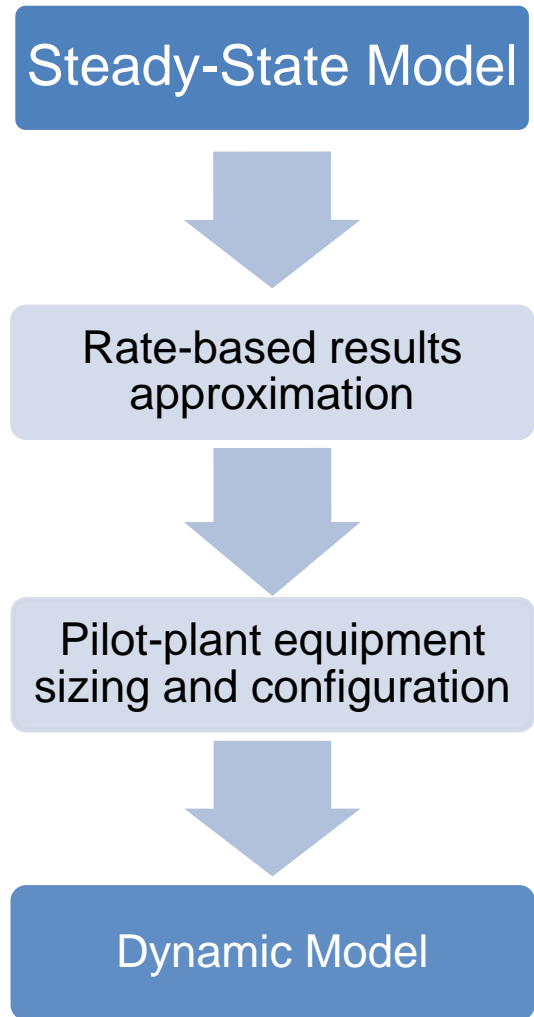 Steady-State Model
Rate-based results
approximation
Pilot-plant equipment
sizing and configuration
Dynamic Model